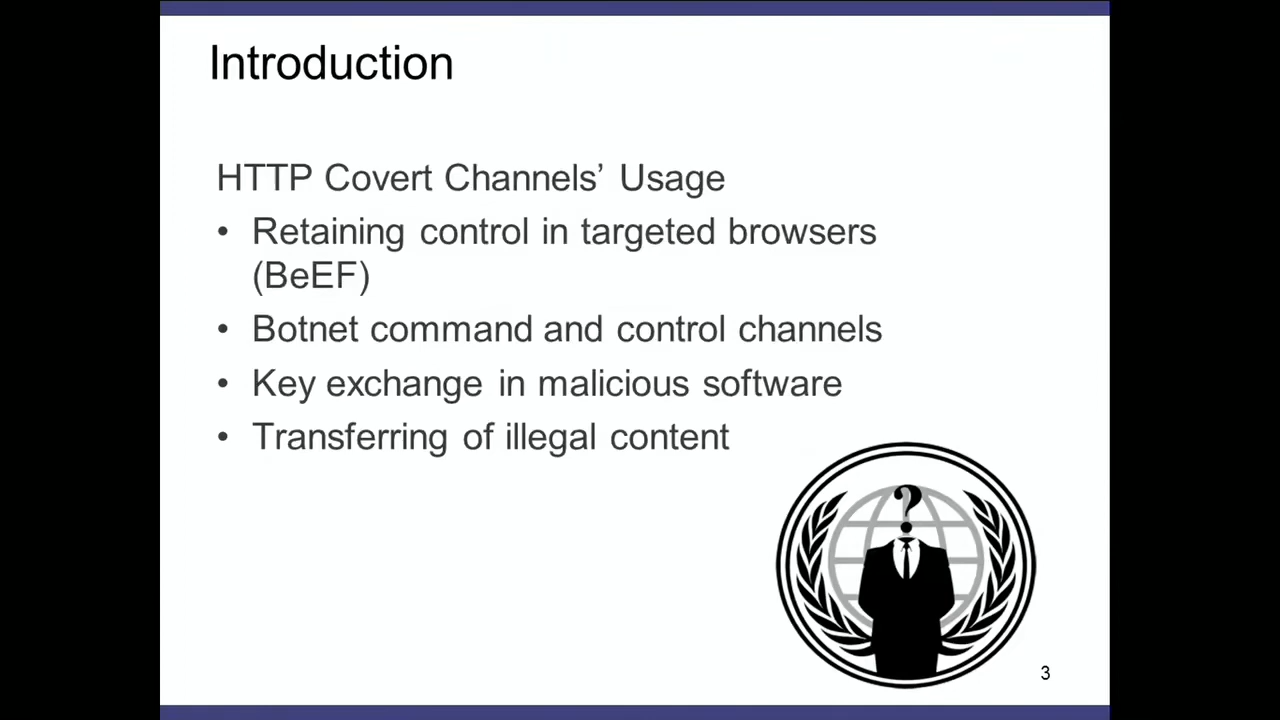 Introduction
HTTP Covert Channels’ Usage
• Retaining control in targeted browsers
(BeEF)
• Botnet command and control channels
• Key exchange in malicious software
• Transferring of illegal content
?
3